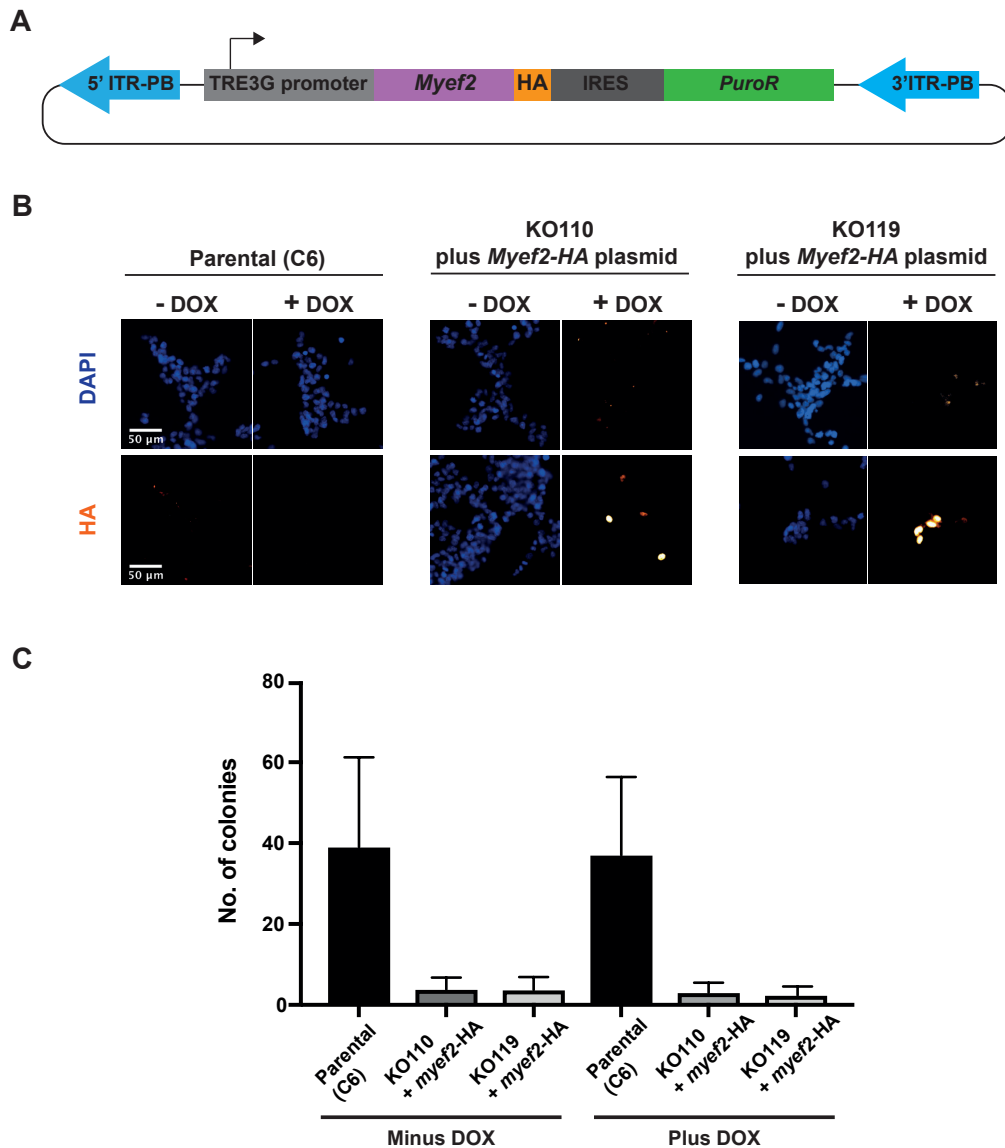 A
5' ITR-PB TRE3G promoter Myef2 HA IRES PuroR 3'ITR-PB
B
Parental (C6)
KO110
plus Myef2-HA plasmid
KO119
plus Myef2-HA plasmid
- DOX + DOX - DOX + DOX - DOX + DOX
DAPI
50 µm
HA
50 µm
C
No. of colonies
80
60
40
20
0
Parental
(C6)
KO110
+ myef2-HA
KO119
+ myef2-HA
Parental
(C6)
KO110
+ myef2-HA
KO119
+ myef2-HA
Minus DOX
Plus DOX